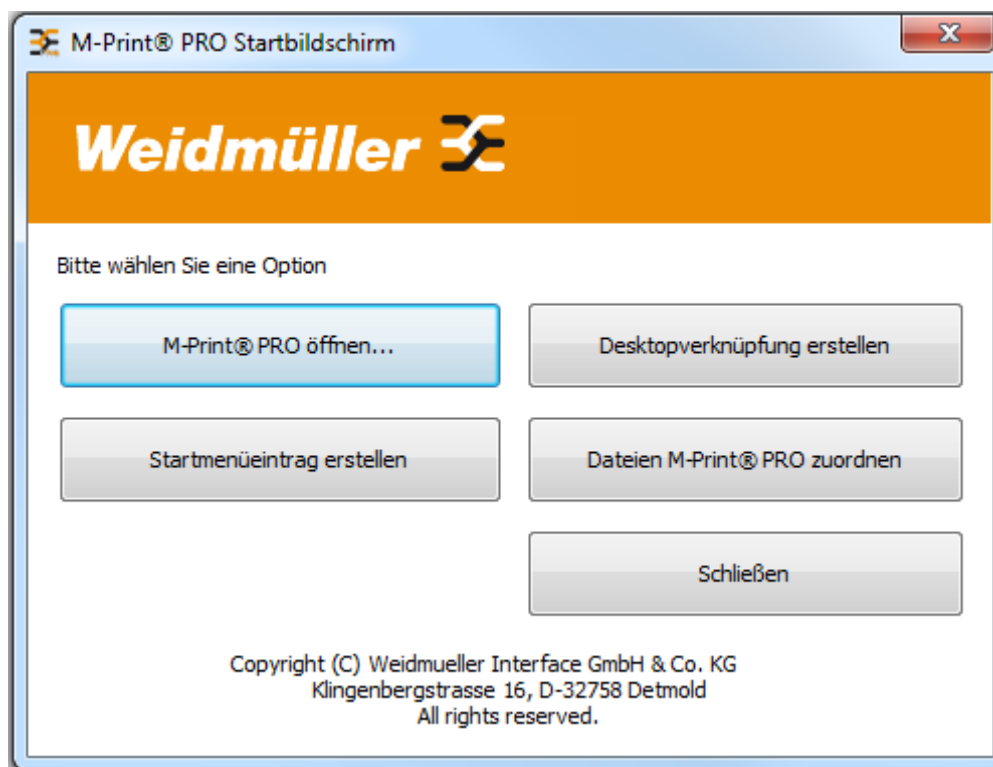 M-Print® PRO Startbildschirm
Weidmüller
Bitte wählen Sie eine Option
M-Print® PRO öffnen...
Desktopverknüpfung erstellen
Startmenüeintrag erstellen
Dateien M-Print® PRO zuordnen
Schließen
Copyright (C) Weidmueller Interface GmbH & Co. KG
Klingenbergstrasse 16, D-32758 Detmold
All rights reserved.